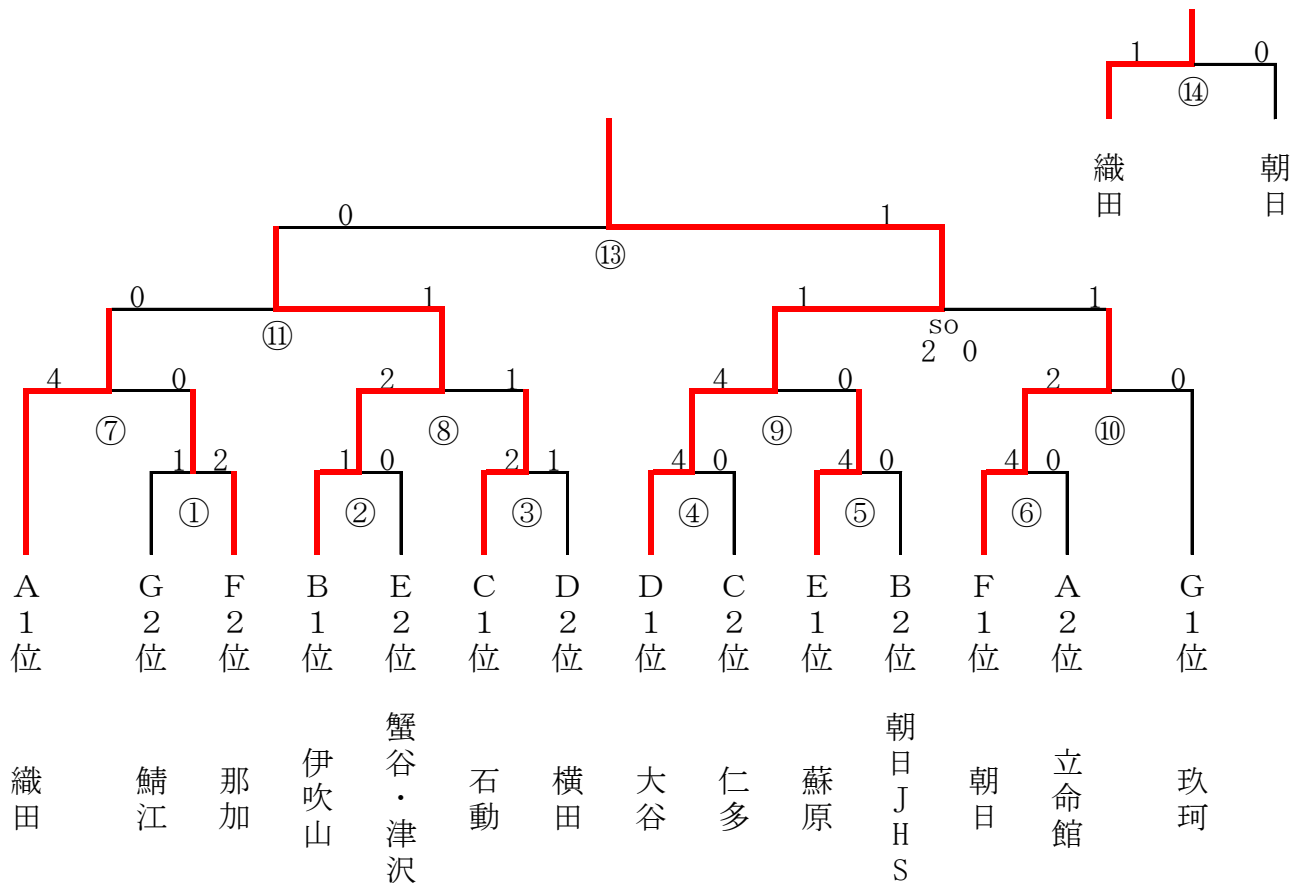 1 0
⑭
織田 朝日
0 1
⑬
0 1 1 1
⑪ so
2 0
4 0 2 1 4 0 2 0
⑦ ⑧ ⑨ ⑩
1 2 1 0 2 1 4 0 4 0 4 0
① ② ③ ④ ⑤ ⑥
A1位 G2位 F2位 B1位 E2位 C1位 D2位 D1位 C2位 E1位 B2位 F1位 A2位 G1位
織田 鯖江 那加 伊吹山 蟹谷・津沢 石動 横田 大谷 仁多 蘇原 朝日JHS 朝日 立命館 玖珂